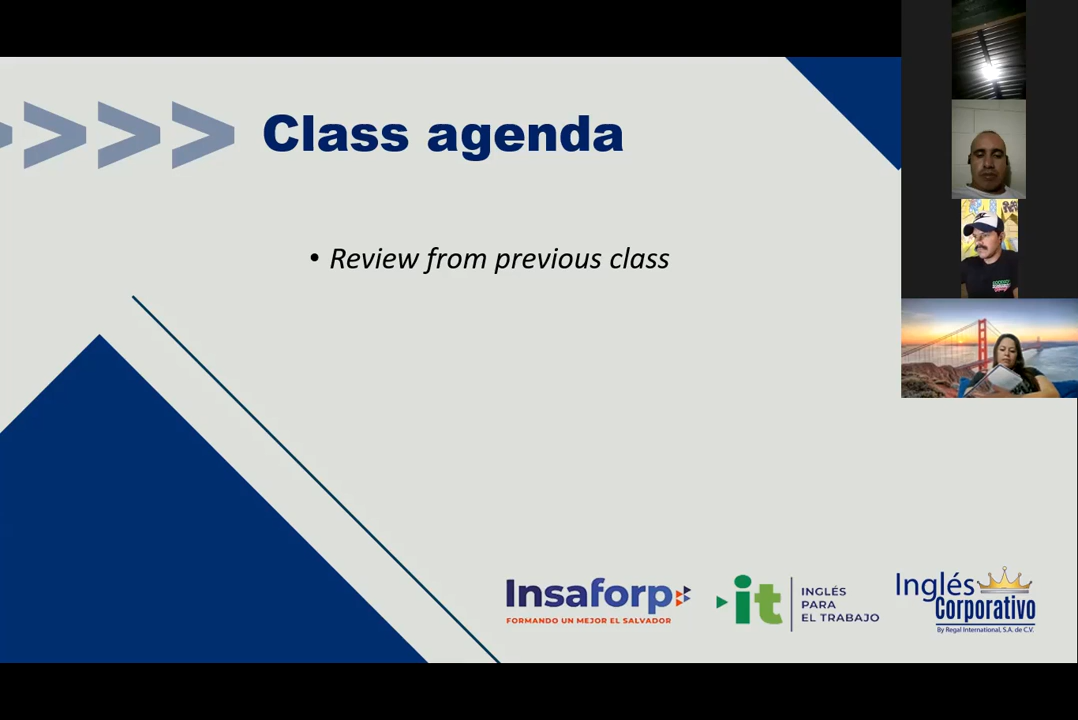 Class agenda
• Review from previous class
Insaforp
FORMANDO UN MEJOR EL SALVADOR
it
INGLÉS
PARA
EL TRABAJO
Inglés
Corporativo
By Regal International, S.A. de C.V.